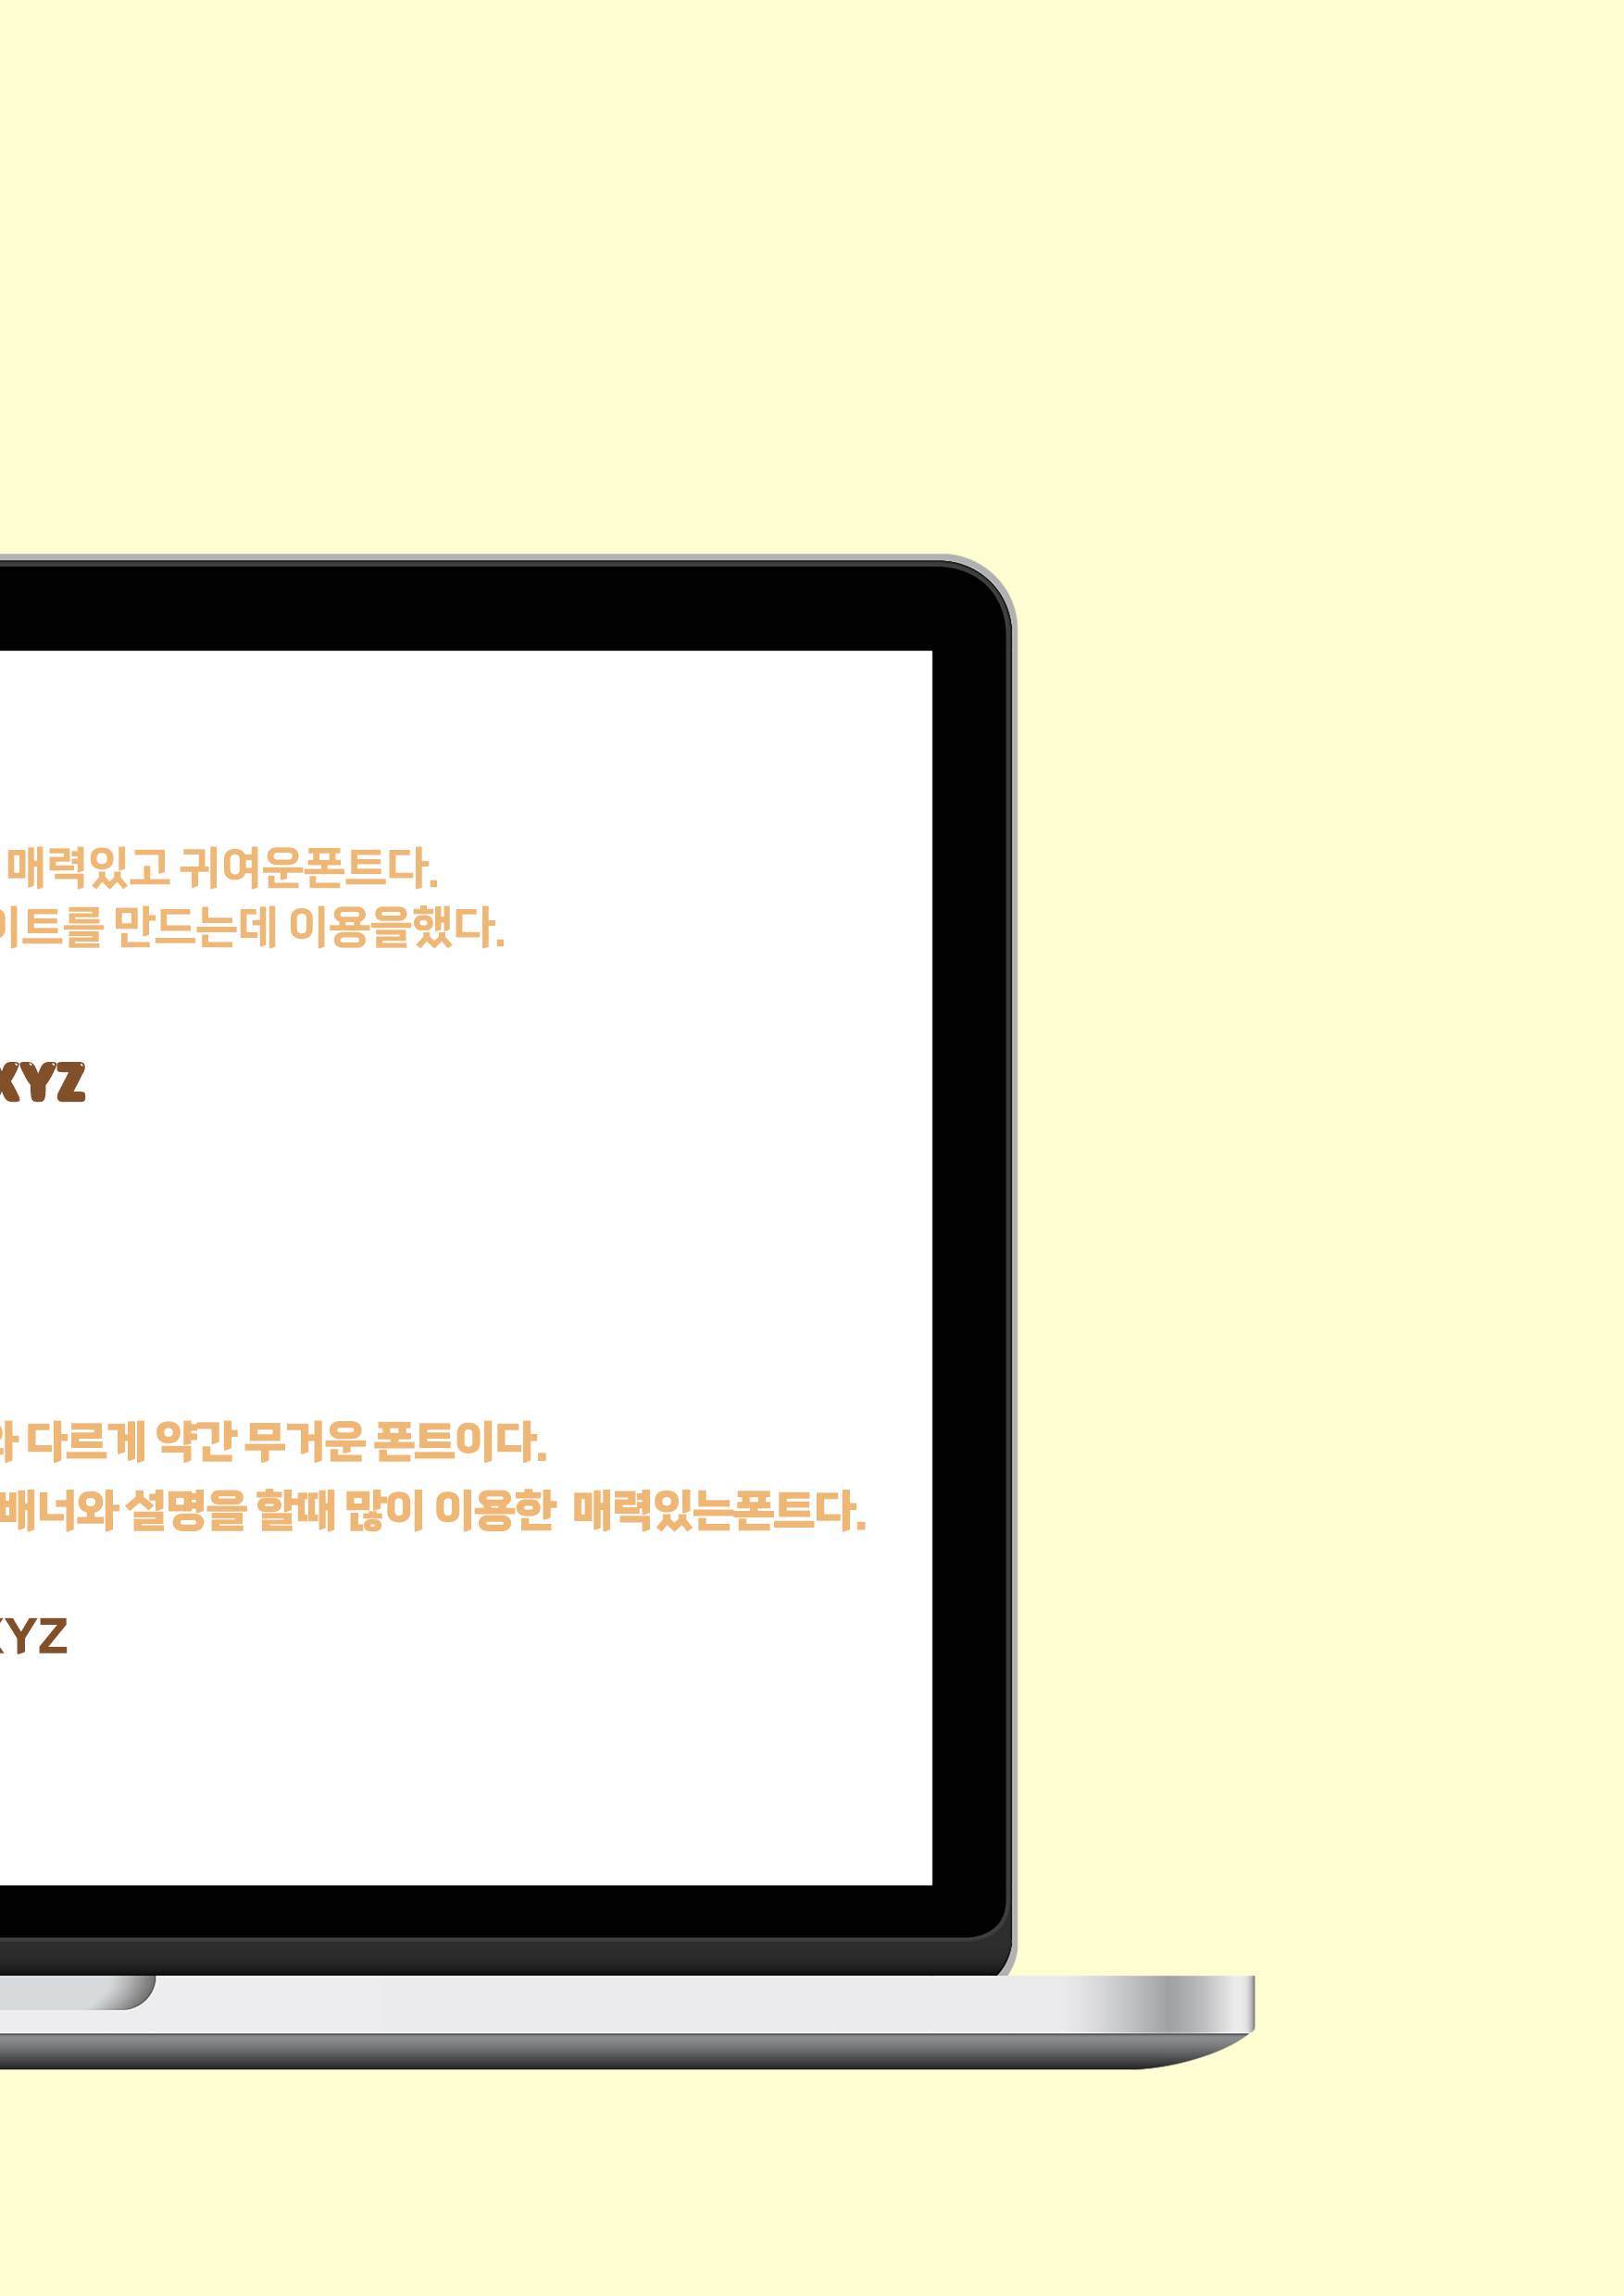 매력있고 귀여운폰트다.
이트를 만드는데 이용을했다.
XYZ
다르게 약간 무거운 폰트이다.
배너와 설명을 할때 많이 이용한 매력있는폰트다.
XYZ